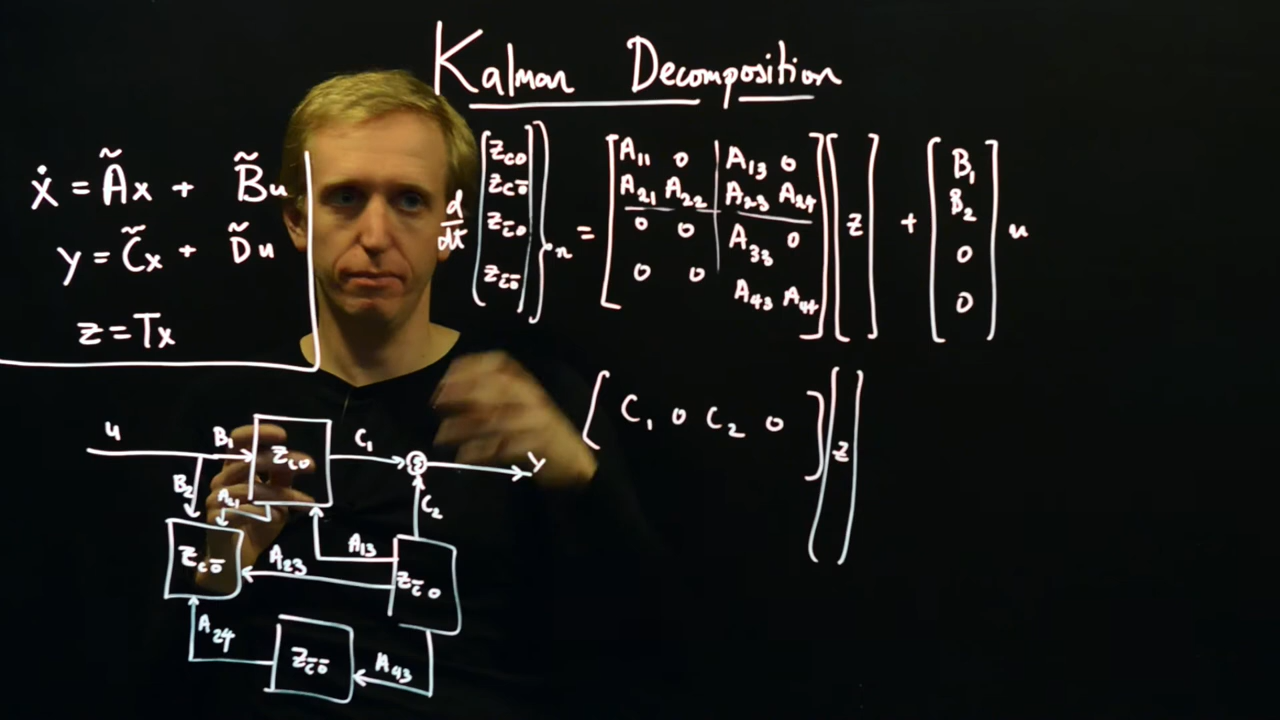 Kalman Decomposition
ẋ = Ãx + B̃u
y = C̃x + D̃u
z = Tx
d/dt [z_co z_cō z_c̄o z_c̄ō] } n = [A₁₁ 0 | A₁₃ 0 [z] + [B₁
A₂₁ A₂₂ | A₂₃ A₂₄ B₂ u
0 0 | A₃₃ 0 0
0 0 A₄₃ A₄₄] 0]
[C₁ 0 C₂ 0] [z]
u B₁ z_co C₁ y
B₂ A₂₁ C₂
z_cō A₂₃ A₁₃ z_c̄o
A₂₄ z_c̄ō A₄₃